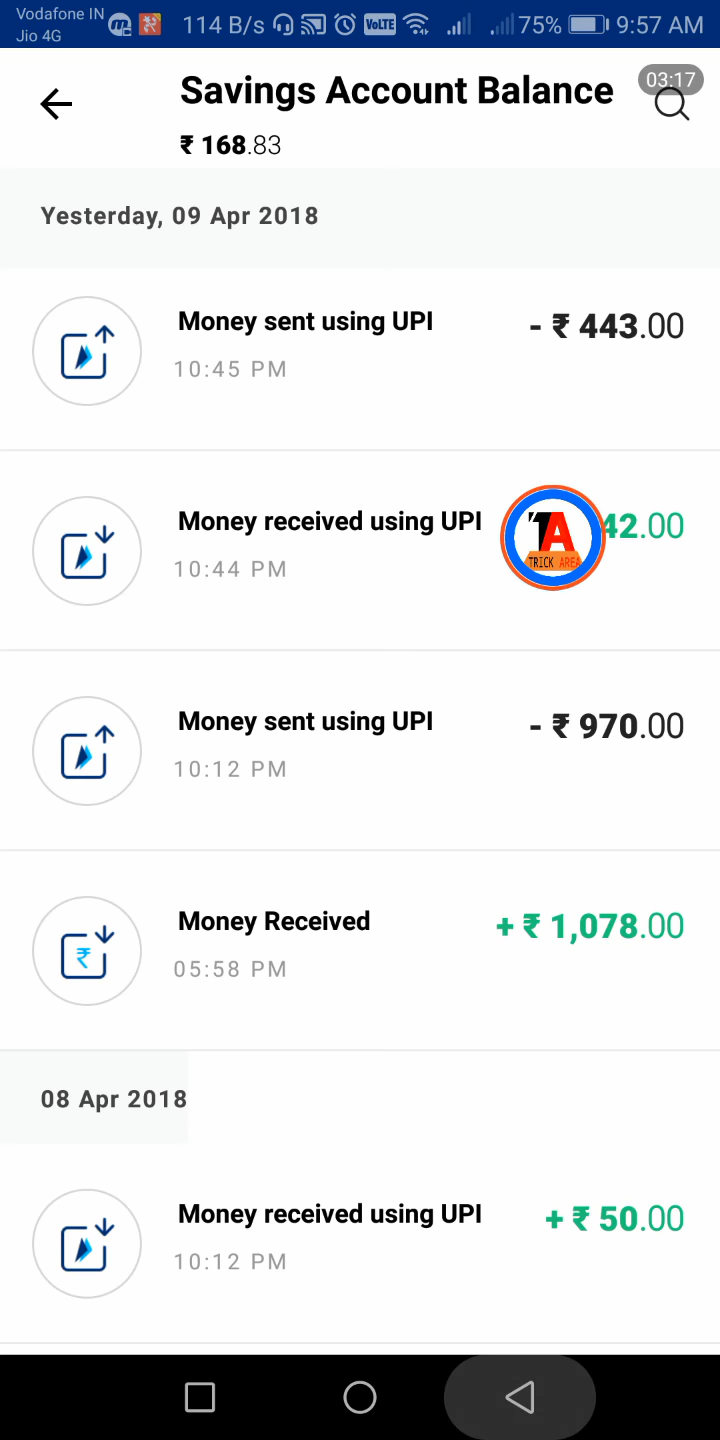 Vodafone IN
Jio 4G
114 B/s VoLTE 75% 9:57 AM
Savings Account Balance
03:17
₹ 168.83
Yesterday, 09 Apr 2018
Money sent using UPI - ₹ 443.00
10:45 PM
Money received using UPI 42.00
TA
TRICK AREA
10:44 PM
Money sent using UPI - ₹ 970.00
10:12 PM
Money Received + ₹ 1,078.00
05:58 PM
08 Apr 2018
Money received using UPI + ₹ 50.00
10:12 PM